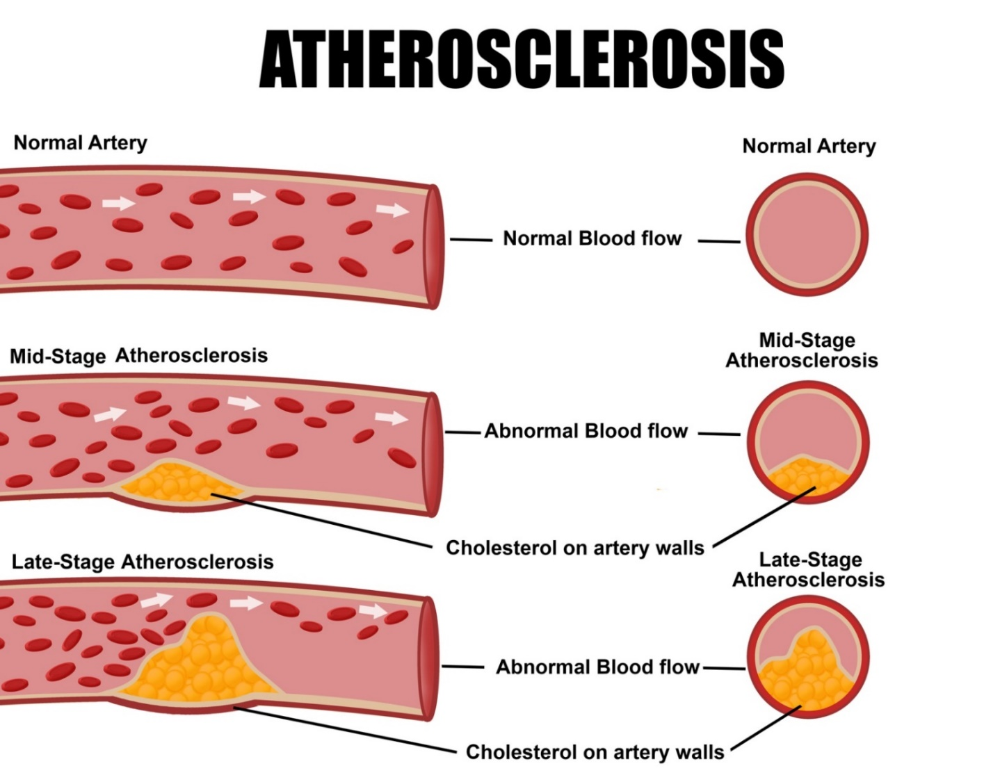 ATHEROSCLEROSIS
Normal Artery
Normal Artery
Normal Blood flow
Mid-Stage Atherosclerosis
Mid-Stage
Atherosclerosis
Abnormal Blood flow
Cholesterol on artery walls
Late-Stage Atherosclerosis
Late-Stage
Atherosclerosis
Abnormal Blood flow
Cholesterol on artery walls